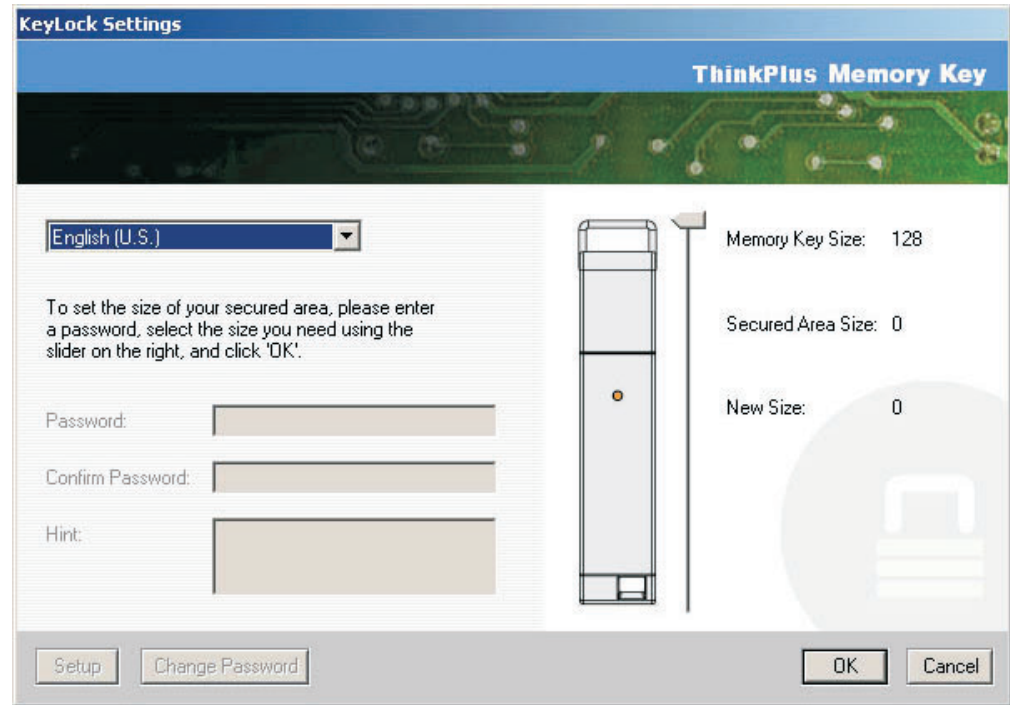 KeyLock Settings
ThinkPlus Memory Key
English (U.S.)
To set the size of your secured area, please enter
a password, select the size you need using the
slider on the right, and click 'OK'.
Password:
Confirm Password:
Hint:
Memory Key Size: 128
Secured Area Size: 0
New Size: 0
Setup
Change Password
OK
Cancel